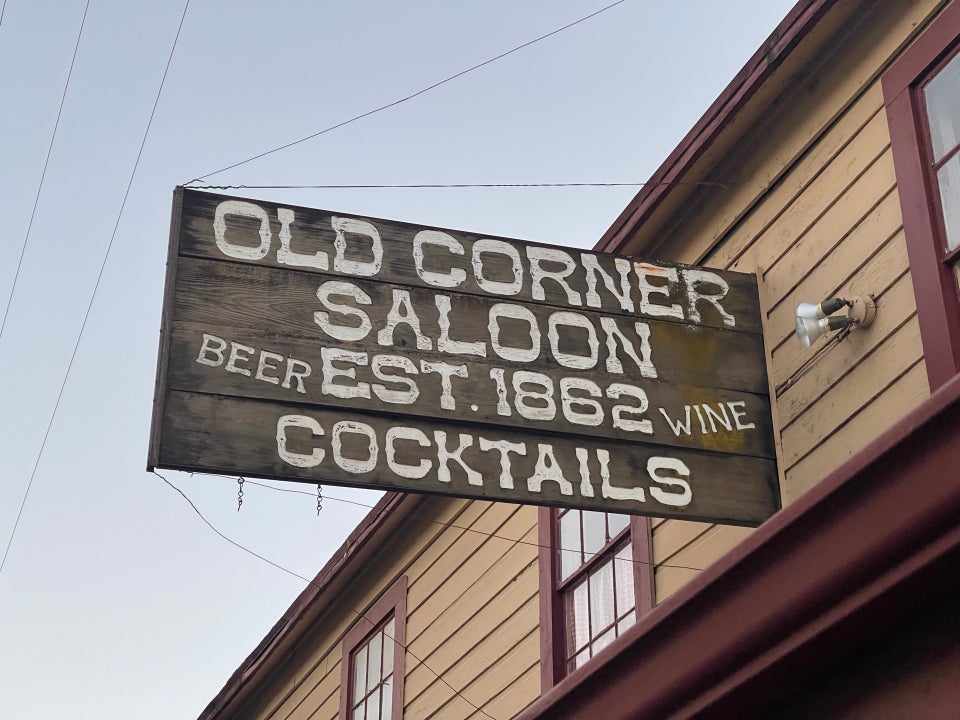 OLD CORNER
SALOON
BEER EST. 1862 WINE
COCKTAILS